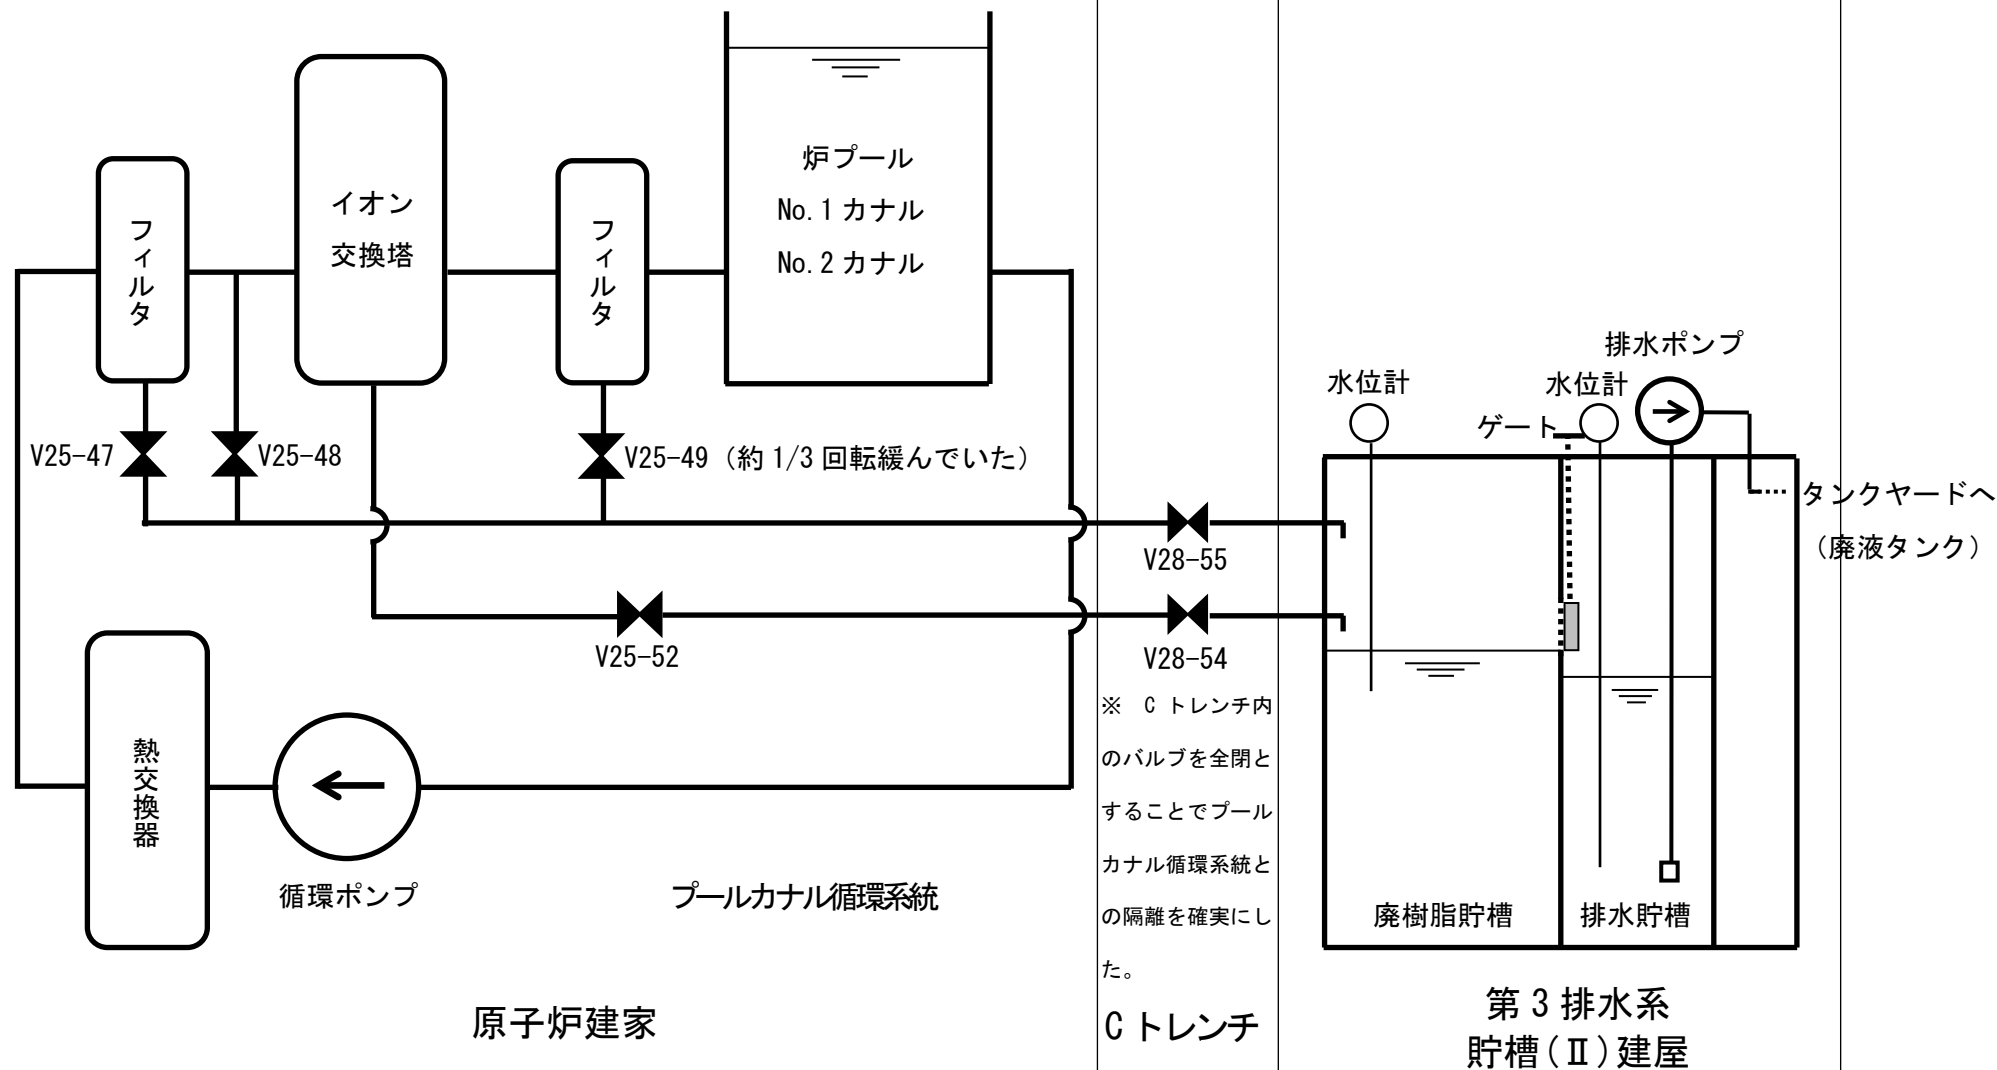 炉プール
No.1 カナル
No.2 カナル
イオン
交換塔
フィルタ
フィルタ
V25-47
V25-48
V25-49（約 1/3 回転緩んでいた）
V25-52
V28-55
V28-54
※　C トレンチ内
のバルブを全閉と
することでプール
カナル循環系統と
の隔離を確実にし
た。
C トレンチ
熱交換器
循環ポンプ
プールカナル循環系統
原子炉建家
排水ポンプ
水位計
水位計
ゲート
タンクヤードへ
（廃液タンク）
廃樹脂貯槽
排水貯槽
第 3 排水系
貯槽(Ⅱ)建屋